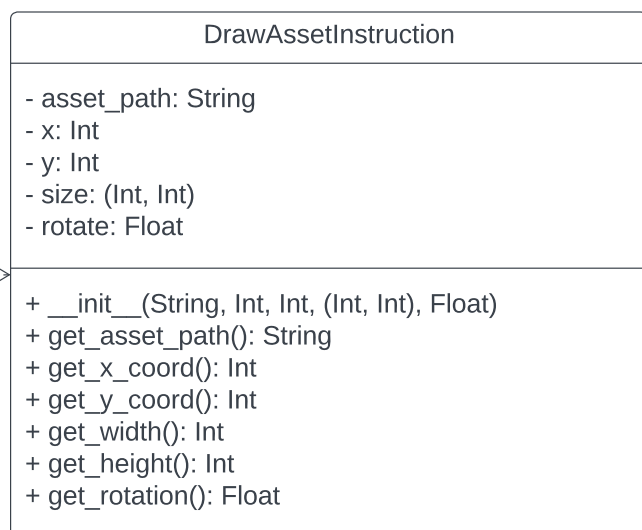 DrawAssetInstruction
- asset_path: String
- x: Int
- y: Int
- size: (Int, Int)
- rotate: Float
+ __init__(String, Int, Int, (Int, Int), Float)
+ get_asset_path(): String
+ get_x_coord(): Int
+ get_y_coord(): Int
+ get_width(): Int
+ get_height(): Int
+ get_rotation(): Float